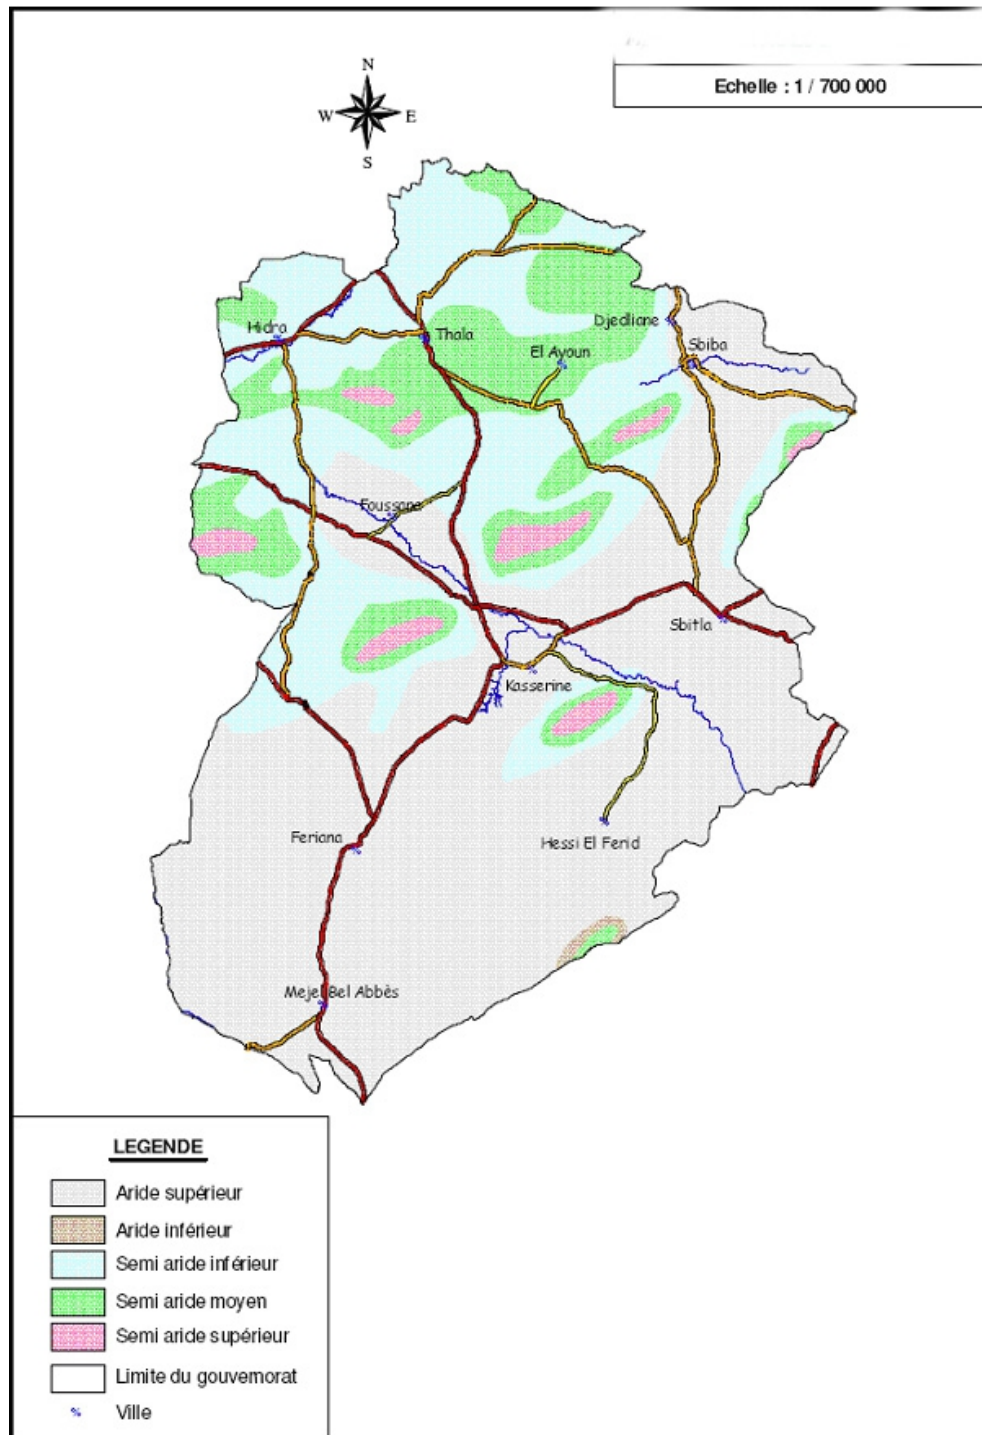 Echelle : 1 / 700 000
N
W
E
S
Hidra
Thala
Djedliane
Sbiba
El Ayoun
Foussana
Sbitla
Kasserine
Feriana
Hessi El Ferid
Mejel Bel Abbès
LEGENDE
Aride supérieur
Aride inférieur
Semi aride inférieur
Semi aride moyen
Semi aride supérieur
Limite du gouvernorat
Ville